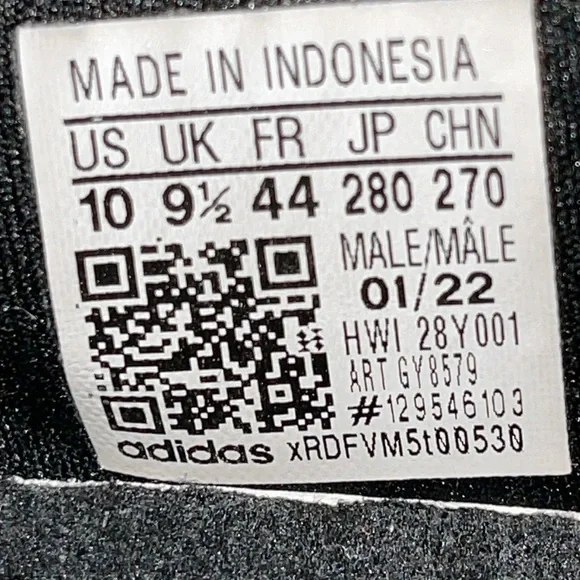 MADE IN INDONESIA
US UK FR JP CHN
10 9½ 44 280 270
MALE/MÂLE
01/22
HWI 28Y001
ART GY8579
#129546103
adidas xRDFVM5t00530